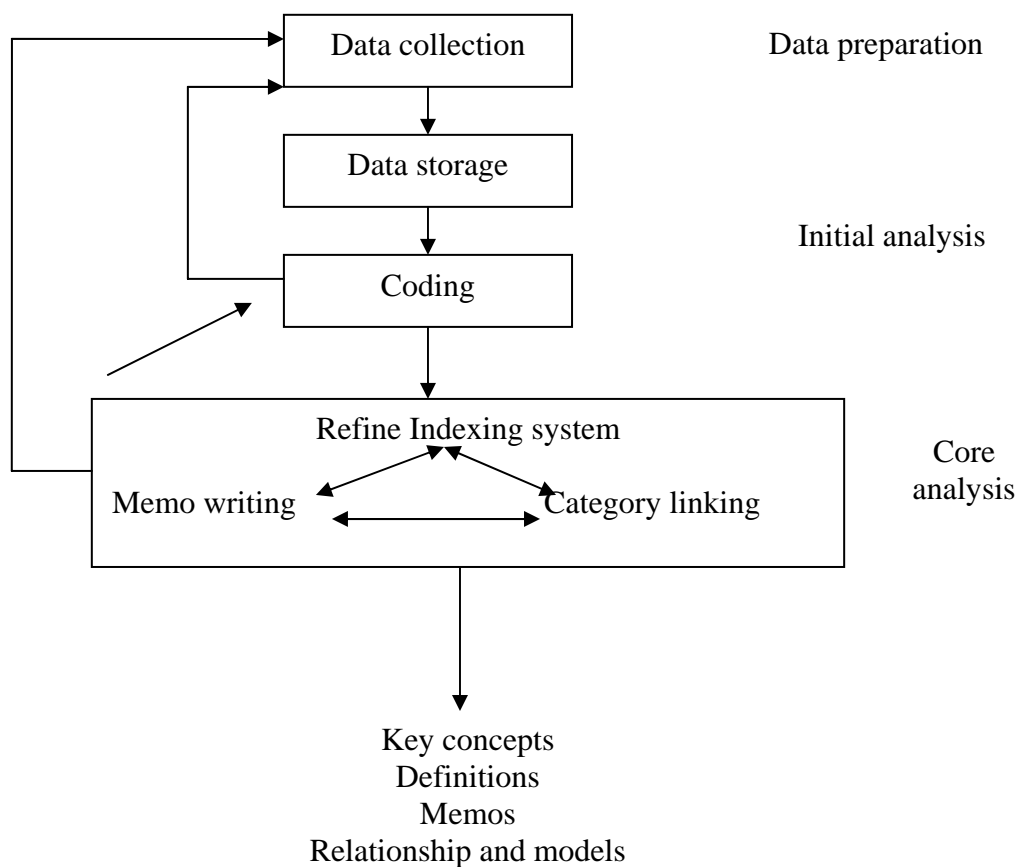 Data collection
Data preparation
Data storage
Initial analysis
Coding
Refine Indexing system
Memo writing
Category linking
Core
analysis
Key concepts
Definitions
Memos
Relationship and models